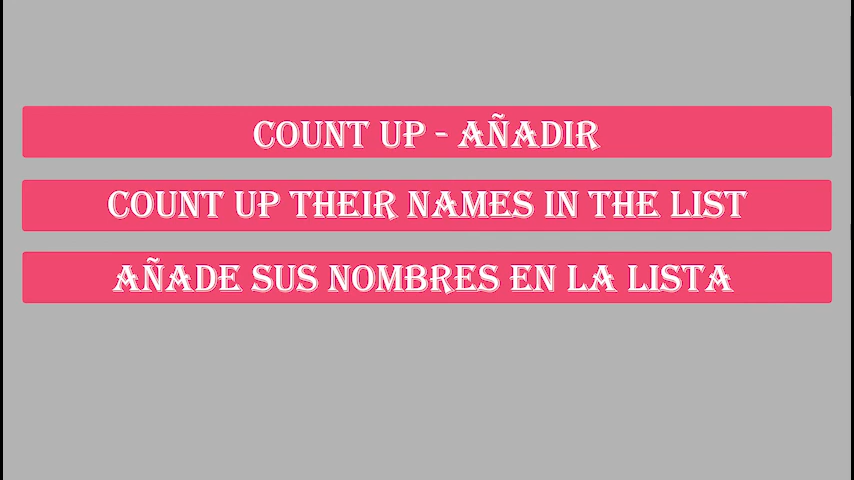 COUNT UP - AÑADIR
COUNT UP THEIR NAMES IN THE LIST
AÑADE SUS NOMBRES EN LA LISTA